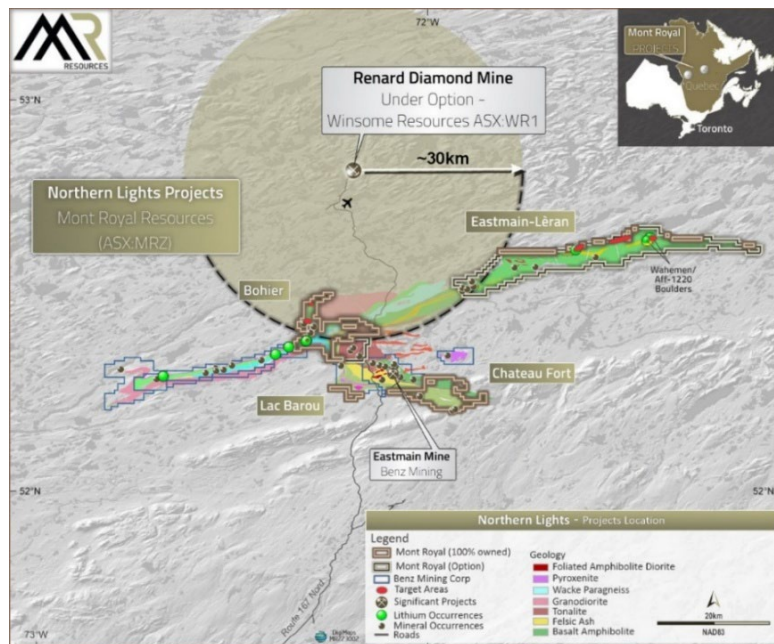 MR
RESOURCES
72°W
Mont Royal
PROJECTS
Quebec
Toronto
53°N
Renard Diamond Mine
Under Option -
Winsome Resources ASX:WR1
~30km
Northern Lights Projects
Mont Royal Resources
(ASX:MRZ)
Eastmain-Léran
Wahemen/
Aff-1220
Boulders
Bohier
Chateau Fort
Lac Barou
Eastmain Mine
Benz Mining
52°N
52°N
Route 167 Nord
73°W
Northern Lights - Projects Location
Legend
Mont Royal (100% owned)
Mont Royal (Option)
Benz Mining Corp
Target Areas
Significant Projects
Lithium Occurrences
Mineral Occurrences
Roads
Geology
Foliated Amphibolite Diorite
Pyroxenite
Wacke Paragneiss
Granodiorite
Tonalite
Felsic Ash
Basalt Amphibolite
20km
NAD83